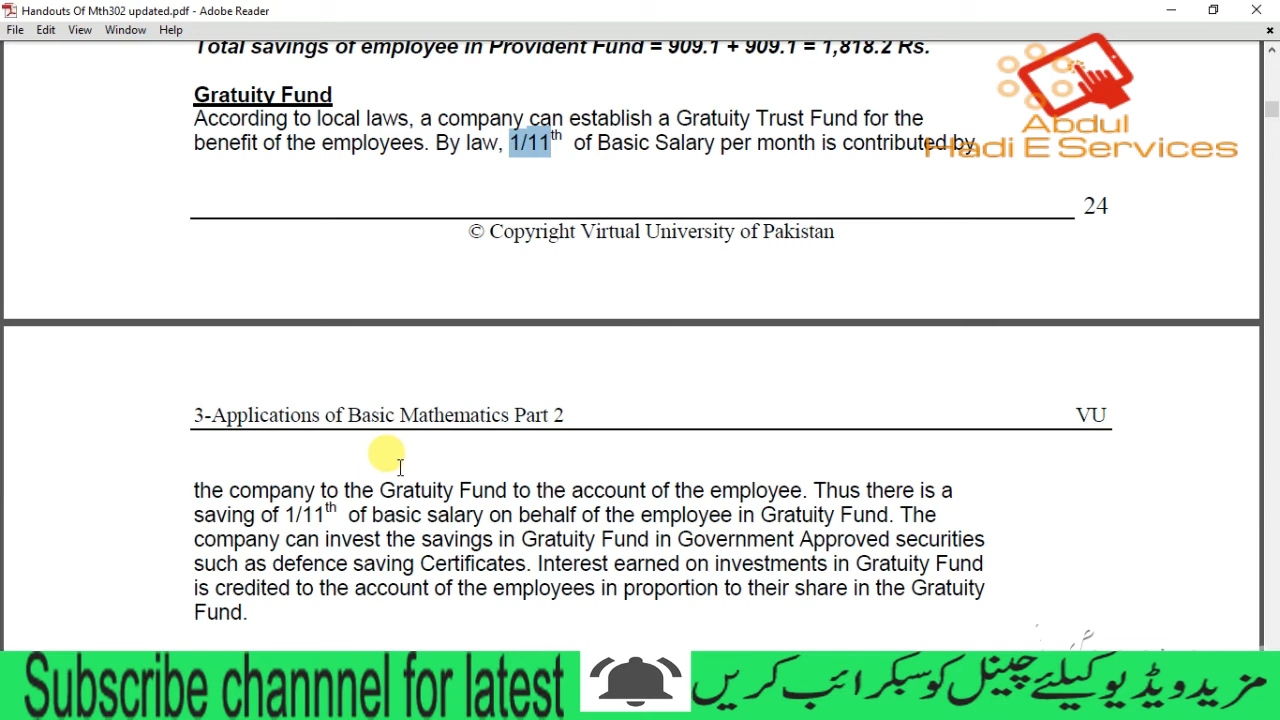 Handouts Of Mth302 updated.pdf - Adobe Reader
File Edit View Window Help
Total savings of employee in Provident Fund = 909.1 + 909.1 = 1,818.2 Rs.
Gratuity Fund
According to local laws, a company can establish a Gratuity Trust Fund for the
benefit of the employees. By law, 1/11th of Basic Salary per month is contributed by
Abdul
Hadi E Services
24
© Copyright Virtual University of Pakistan
3-Applications of Basic Mathematics Part 2 VU
the company to the Gratuity Fund to the account of the employee. Thus there is a
saving of 1/11th of basic salary on behalf of the employee in Gratuity Fund. The
company can invest the savings in Gratuity Fund in Government Approved securities
such as defence saving Certificates. Interest earned on investments in Gratuity Fund
is credited to the account of the employees in proportion to their share in the Gratuity
Fund.
Subscribe channnel for latest
مزید ویڈیو کیلئے چینل کو سبکرائب کریں